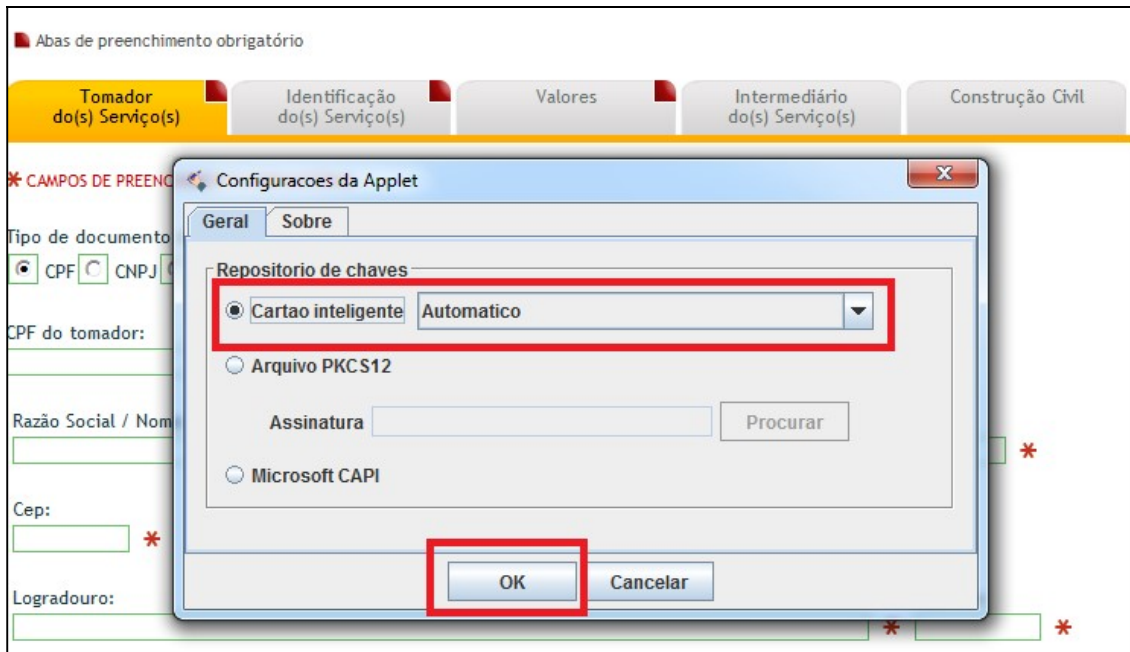 Abas de preenchimento obrigatório
Tomador do(s) Serviço(s)
Identificação do(s) Serviço(s)
Valores
Intermediário do(s) Serviço(s)
Construção Civil
* CAMPOS DE
Configuracoes da Applet
X
Geral Sobre
Tipo de documento
CPF CNPJ
Repositorio de chaves
Cartao inteligente Automatico
CPF do tomador:
Arquivo PKCS12
Razão Social /
Assinatura Procurar
*
Microsoft CAPI
Cep:
*
OK Cancelar
Logradouro:
* *